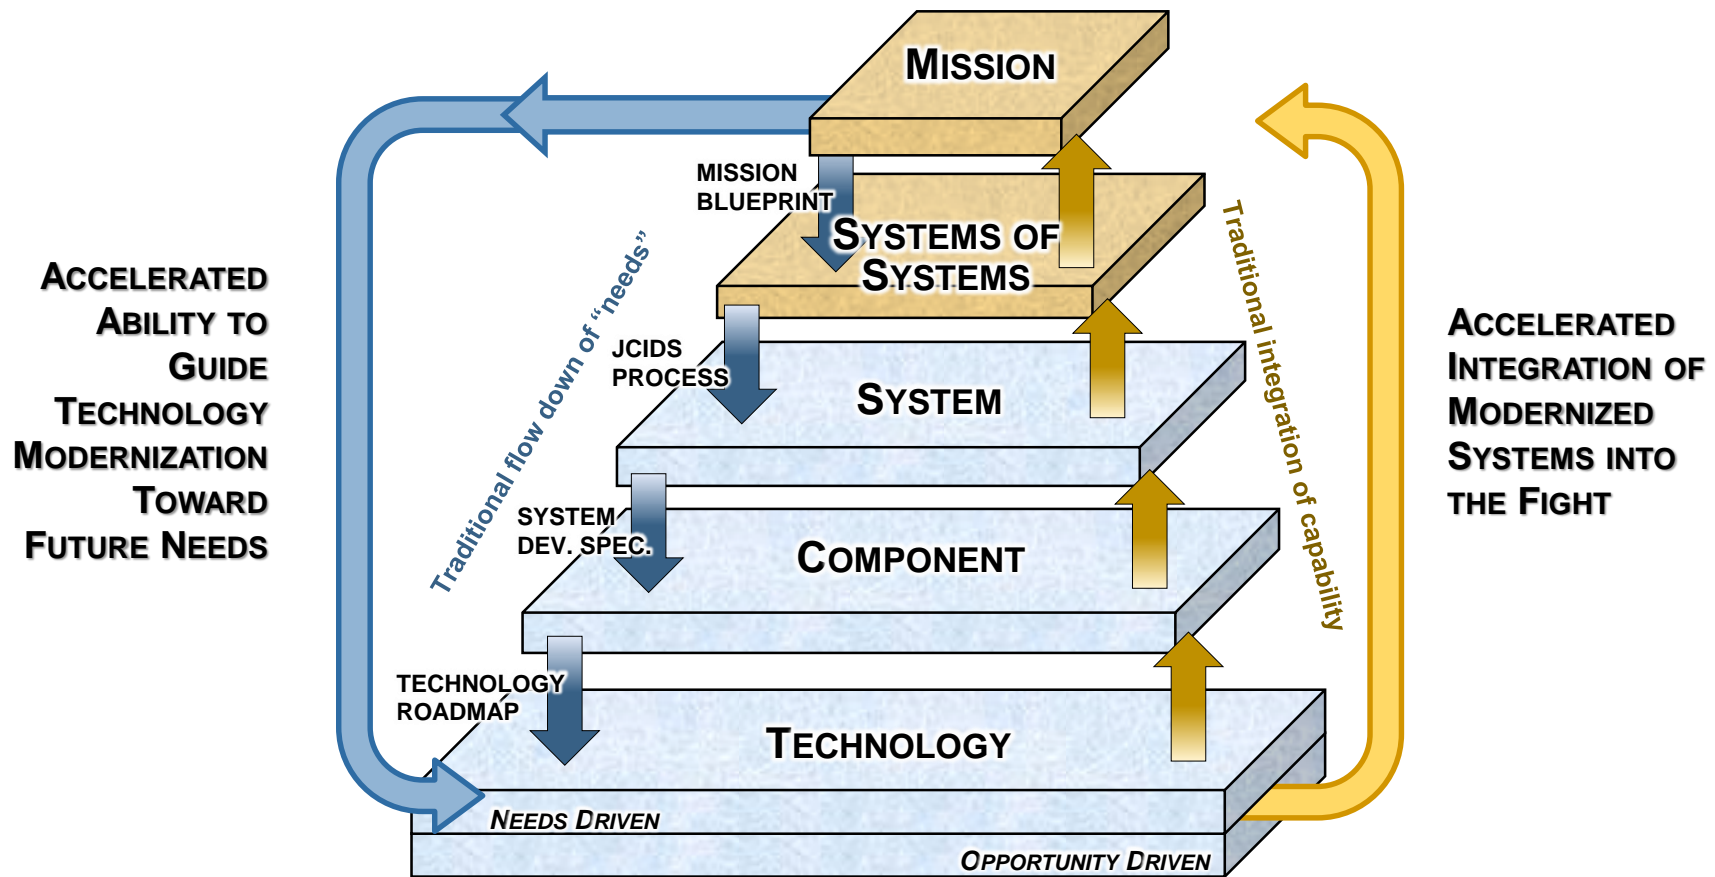 MISSION
MISSION
BLUEPRINT
SYSTEMS OF
SYSTEMS
Traditional flow down of “needs”
Traditional integration of capability
ACCELERATED
ABILITY TO
GUIDE
TECHNOLOGY
MODERNIZATION
TOWARD
FUTURE NEEDS
JCIDS
PROCESS
SYSTEM
ACCELERATED
INTEGRATION OF
MODERNIZED
SYSTEMS INTO
THE FIGHT
SYSTEM
DEV. SPEC.
COMPONENT
TECHNOLOGY
ROADMAP
TECHNOLOGY
NEEDS DRIVEN
OPPORTUNITY DRIVEN